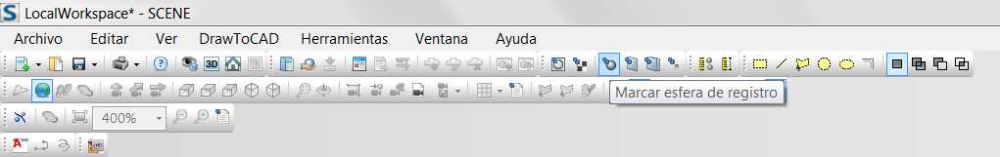 LocalWorkspace* - SCENE
Archivo Editar Ver DrawToCAD Herramientas Ventana Ayuda
3D
Marcar esfera de registro
400%